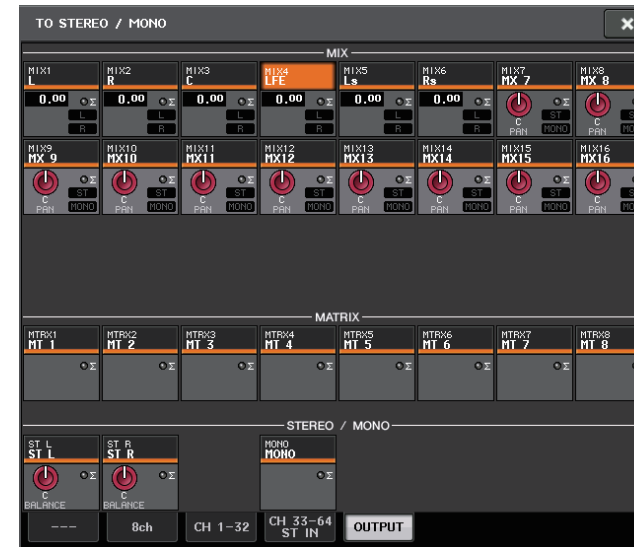 TO STEREO / MONO ×
MIX
MIX1 MIX2 MIX3 MIX4 MIX5 MIX6 MIX7 MIX8
L R C LFE Ls Rs MX 7 MX 8
0.00 Σ 0.00 Σ 0.00 Σ 0.00 Σ 0.00 Σ 0.00 Σ Σ
L L L L L L ST
R R R R R R C MONO C
PAN PAN
MIX9 MIX10 MIX11 MIX12 MIX13 MIX14 MIX15 MIX16
MX 9 MX10 MX11 MX12 MX13 MX14 MX15 MX16
Σ Σ Σ Σ Σ Σ Σ
ST ST ST ST ST ST ST
C MONO C MONO C MONO C MONO C MONO C MONO C MONO C
PAN PAN PAN PAN PAN PAN PAN PAN
MATRIX
MTRX1 MTRX2 MTRX3 MTRX4 MTRX5 MTRX6 MTRX7 MTRX8
MT 1 MT 2 MT 3 MT 4 MT 5 MT 6 MT 7 MT 8
Σ Σ Σ Σ Σ Σ Σ
STEREO / MONO
ST L ST R MONO
ST L ST R MONO
Σ Σ Σ
C C
BALANCE BALANCE
--- 8ch CH 1-32 CH 33-64 OUTPUT
ST IN